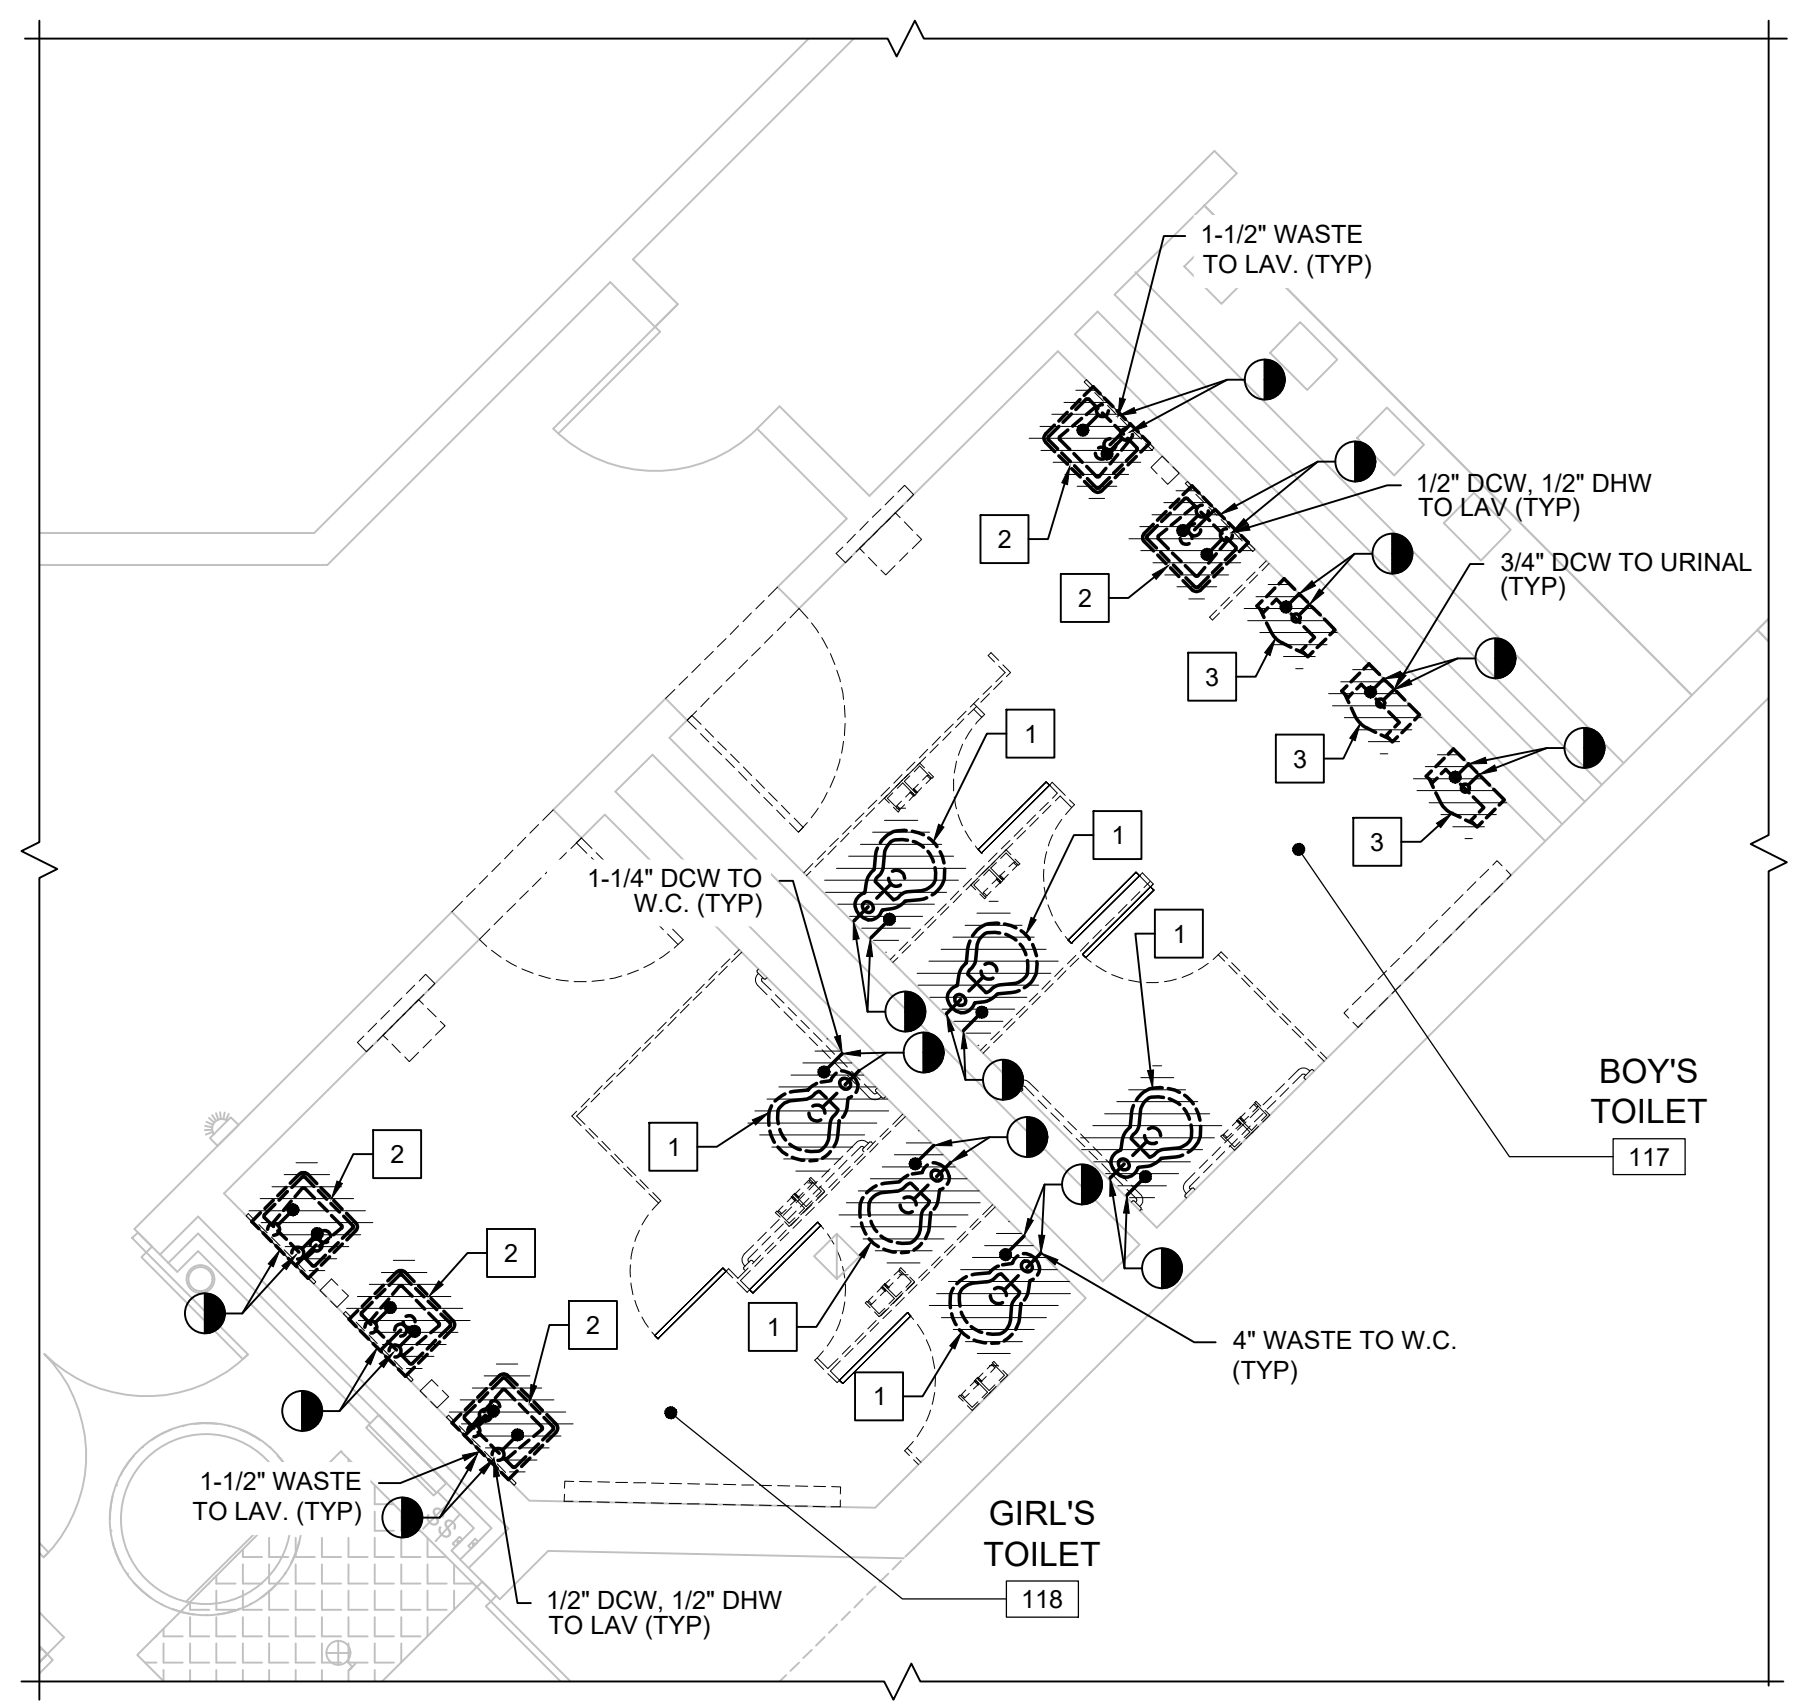 1-1/2" WASTE
TO LAV. (TYP)
1/2" DCW, 1/2" DHW
TO LAV (TYP)
2
3/4" DCW TO URINAL
(TYP)
2
3
1
3
1
3
1-1/4" DCW TO
W.C. (TYP)
1
BOY'S
TOILET
117
1
2
2
1
2
4" WASTE TO W.C.
(TYP)
1
1-1/2" WASTE
TO LAV. (TYP)
GIRL'S
TOILET
118
1/2" DCW, 1/2" DHW
TO LAV (TYP)
$$